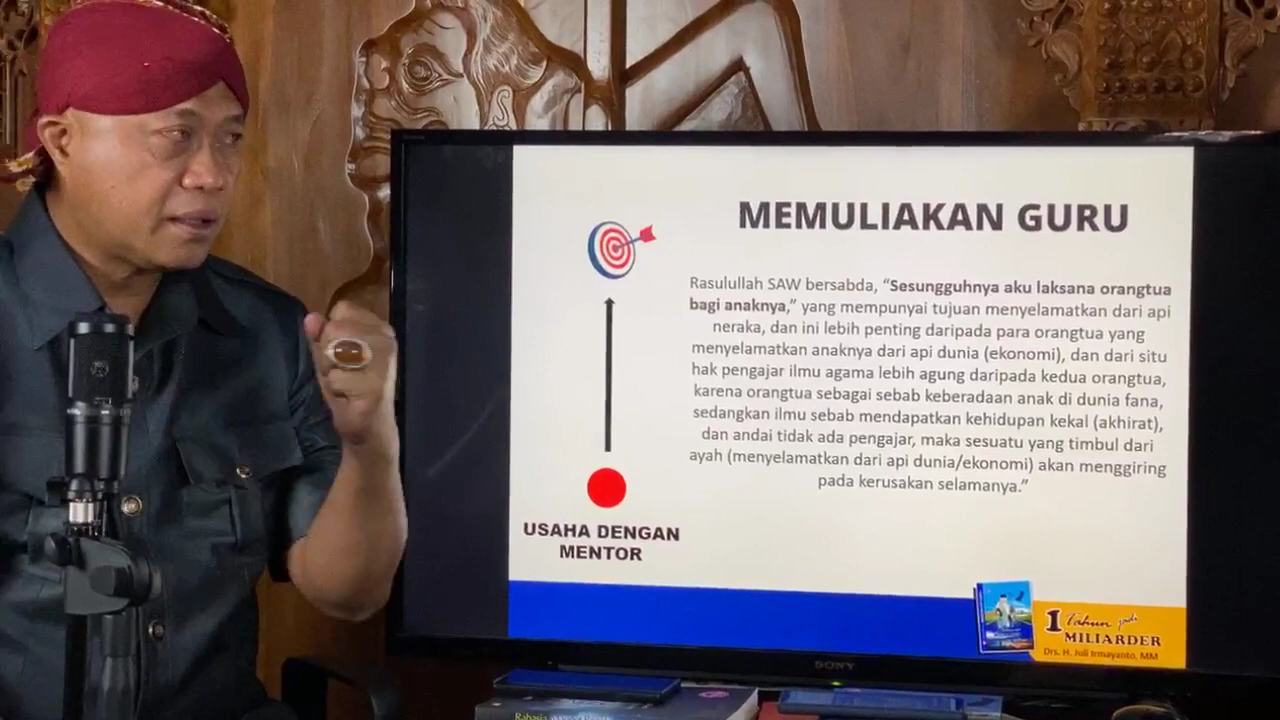 MEMULIAKAN GURU
Rasulullah SAW bersabda, “Sesungguhnya aku laksana orangtua
bagi anaknya,” yang mempunyai tujuan menyelamatkan dari api
neraka, dan ini lebih penting daripada para orangtua yang
menyelamatkan anaknya dari api dunia (ekonomi), dan dari situ
hak pengajar ilmu agama lebih agung daripada kedua orangtua,
karena orangtua sebagai sebab keberadaan anak di dunia fana,
sedangkan ilmu sebab mendapatkan kehidupan kekal (akhirat),
dan andai tidak ada pengajar, maka sesuatu yang timbul dari
ayah (menyelamatkan dari api dunia/ekonomi) akan menggiring
pada kerusakan selamanya.”
USAHA DENGAN
MENTOR
1 Tahun jadi
MILIARDER
Drs. H. Juli Irmayanto, MM
SONY
Rahasia